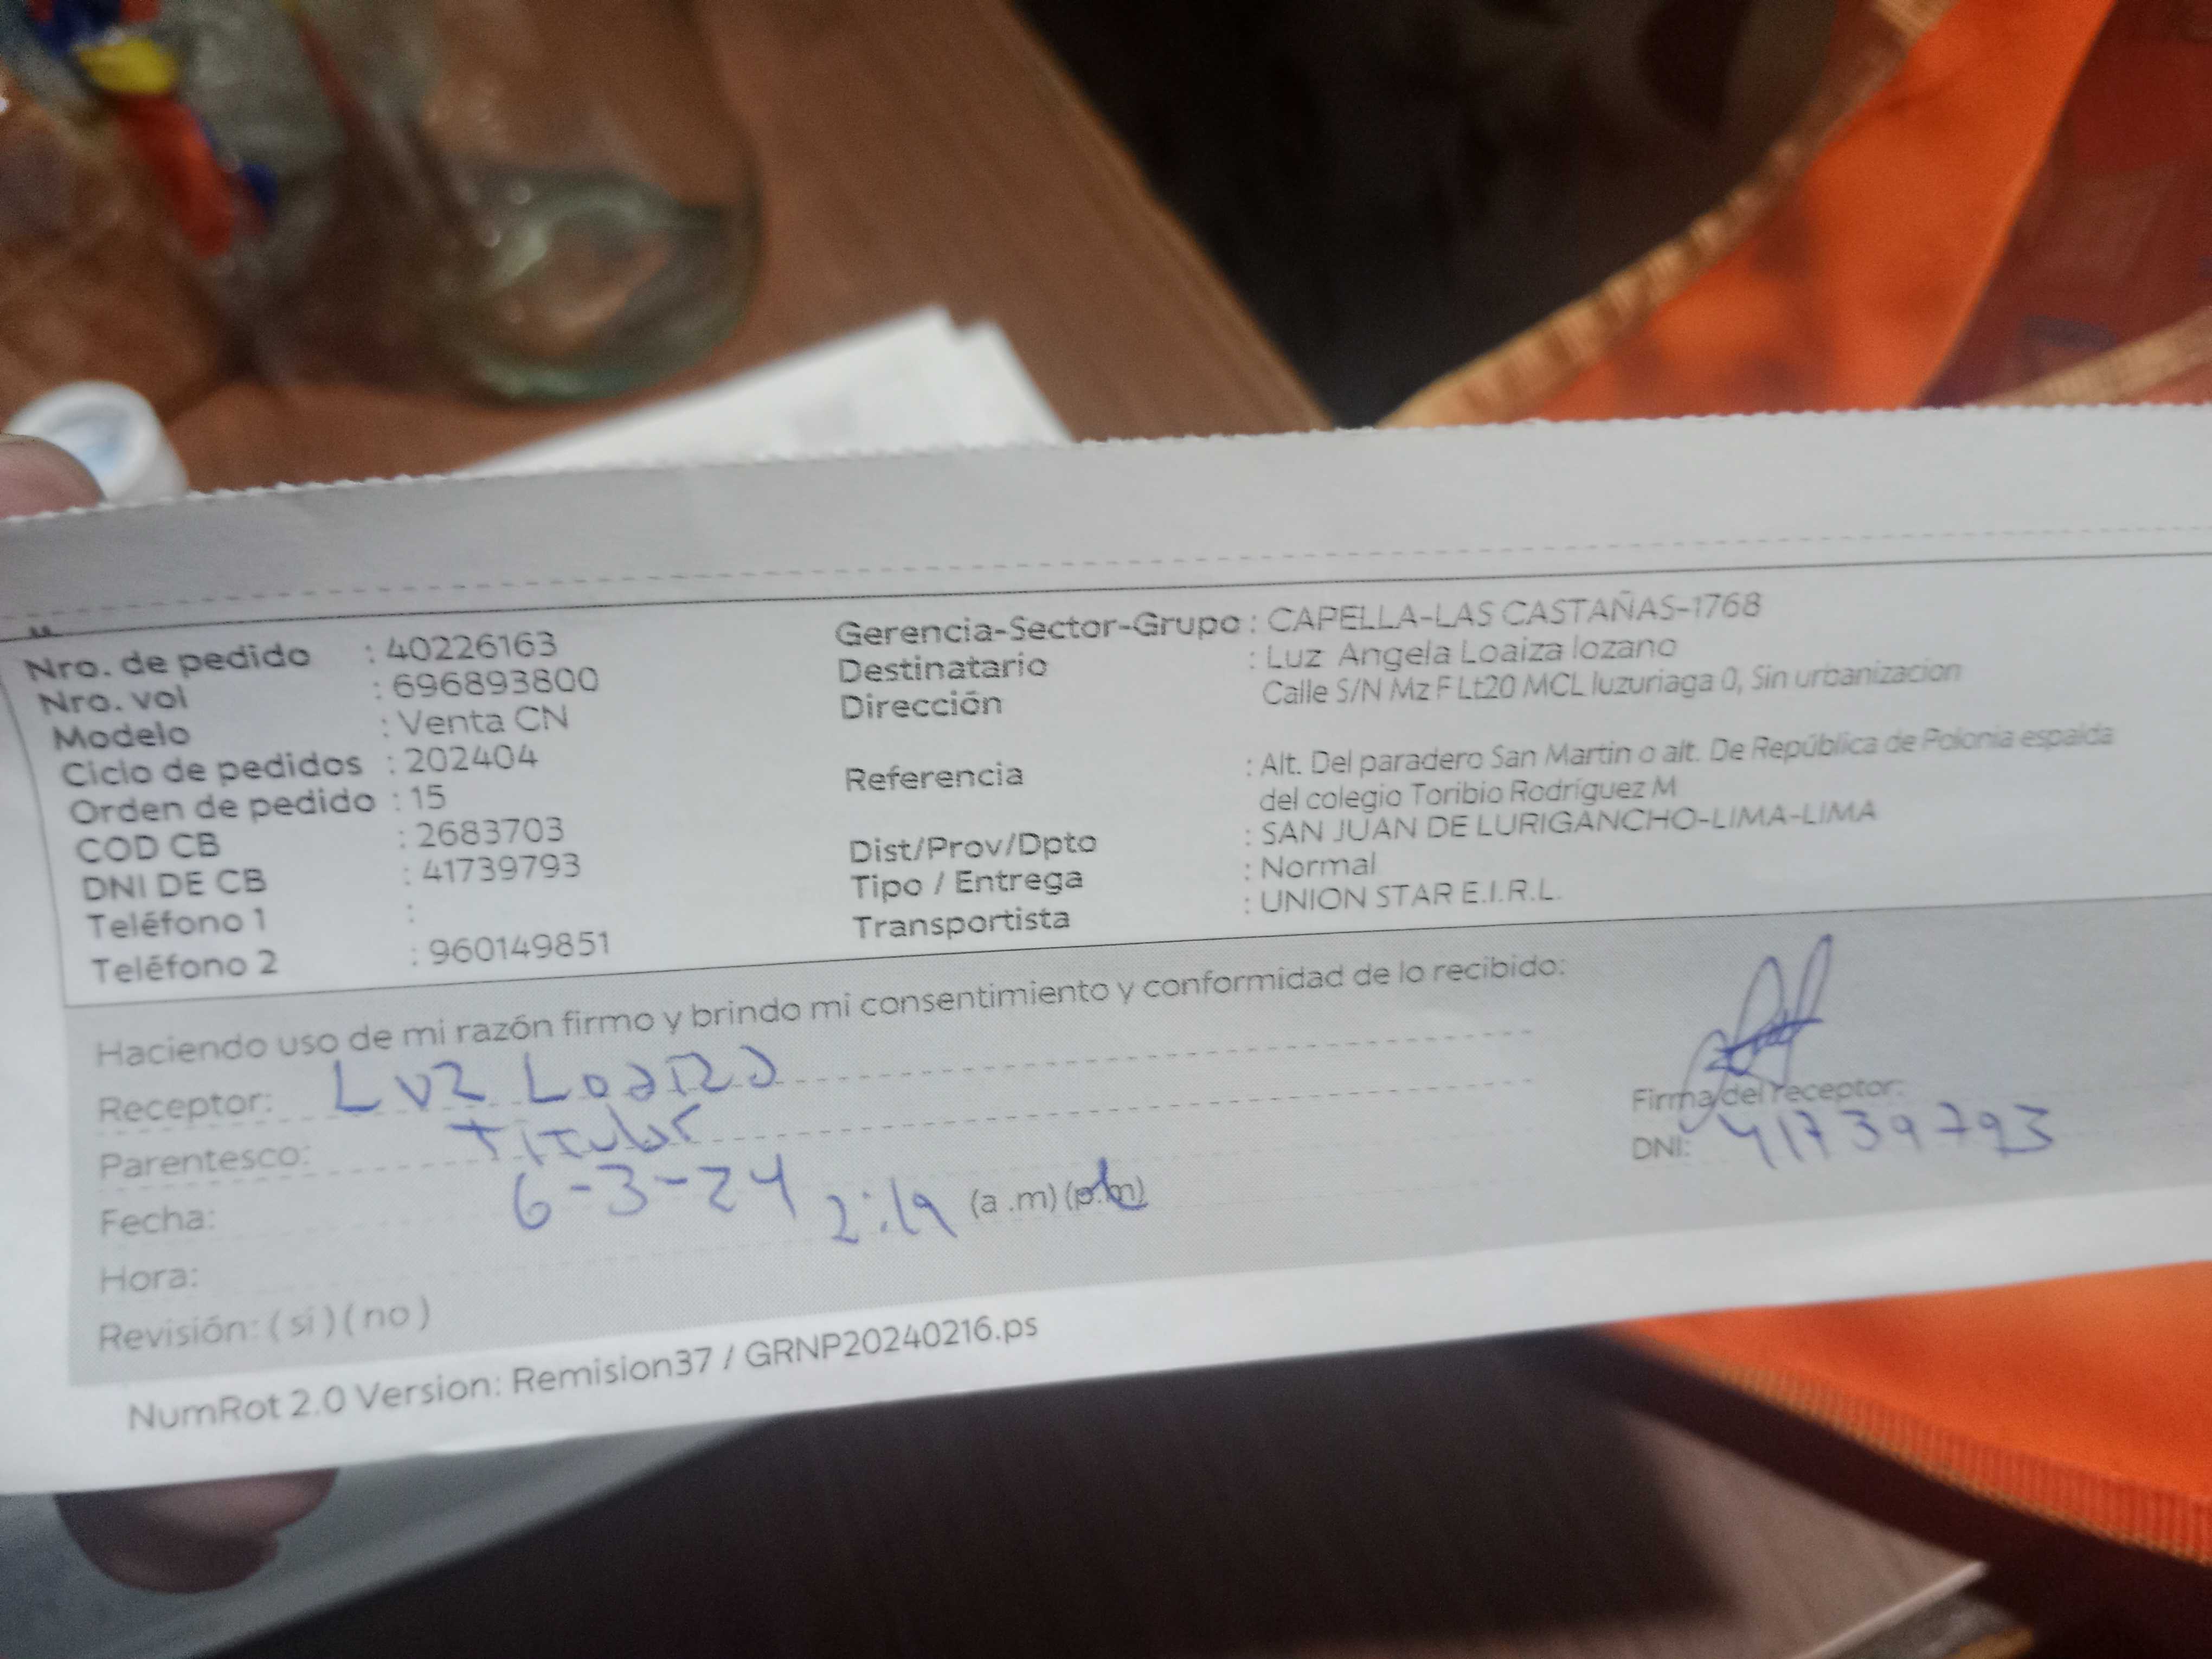 Nro. de pedido : 40226163
Nro. vol : 696893800
Modelo : Venta CN
Ciclo de pedidos : 202404
Orden de pedido : 15
COD CB : 2683703
DNI DE CB : 41739793
Teléfono 1 :
Teléfono 2 : 960149851
Gerencia-Sector-Grupo : CAPELLA-LAS CASTAÑAS-1768
Destinatario : Luz Angela Loaiza lozano
Dirección Calle S/N Mz F Lt20 MCL luzuriaga 0, Sin urbanizacion
Referencia : Alt. Del paradero San Martin o alt. De República de Polonia espalda
del colegio Toribio Rodríguez M
Dist/Prov/Dpto : SAN JUAN DE LURIGANCHO-LIMA-LIMA
Tipo / Entrega : Normal
Transportista : UNION STAR E.I.R.L.
Haciendo uso de mi razón firmo y brindo mi consentimiento y conformidad de lo recibido:
Receptor: Luz Loaiza
Parentesco: Titular
Fecha: 6-3-24
Hora: 2:19 (a .m) (p.m)
Revisión: ( si ) ( no )
Firma del receptor:
DNI: 41739793
NumRot 2.0 Version: Remision37 / GRNP20240216.ps